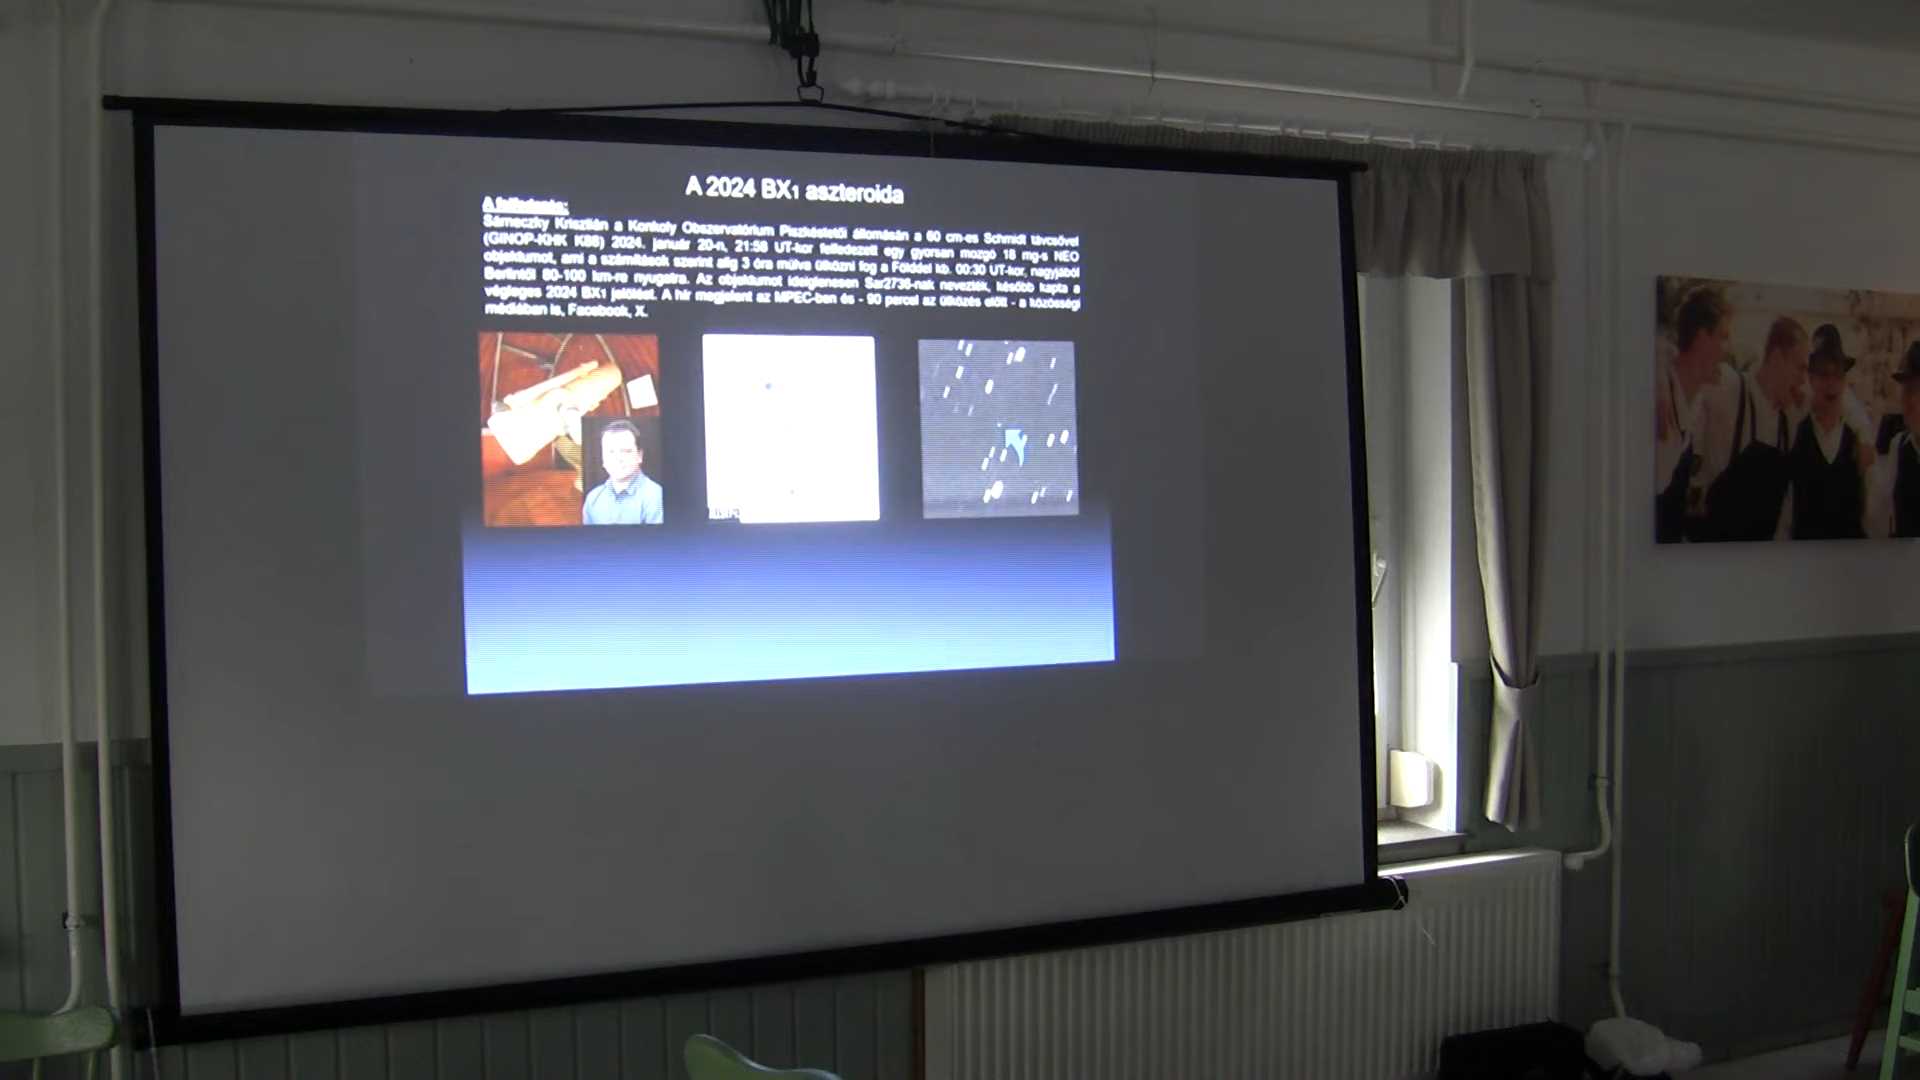 A 2024 BX1 aszteroida
A felfedezés:
Sárneczky Krisztián a Konkoly Obszervatórium Piszkéstetői állomásán a 60 cm-es Schmidt távcsővel
(GINOP-KHK K88) 2024. január 20-n, 21:58 UT-kor felfedezett egy gyorsan mozgó 18 mg-s NEO
objektumot, ami a számítások szerint alig 3 óra múlva ütközni fog a Földdel kb. 00:30 UT-kor, nagyjából
Berlintől 80-100 km-re nyugatra. Az objektumot ideiglenesen Sar2736-nak nevezték, később kapta a
végleges 2024 BX1 jelölést. A hír megjelent az MPEC-ben és - 90 perccel az ütközés előtt - a közösségi
médiában is, Facebook, X.